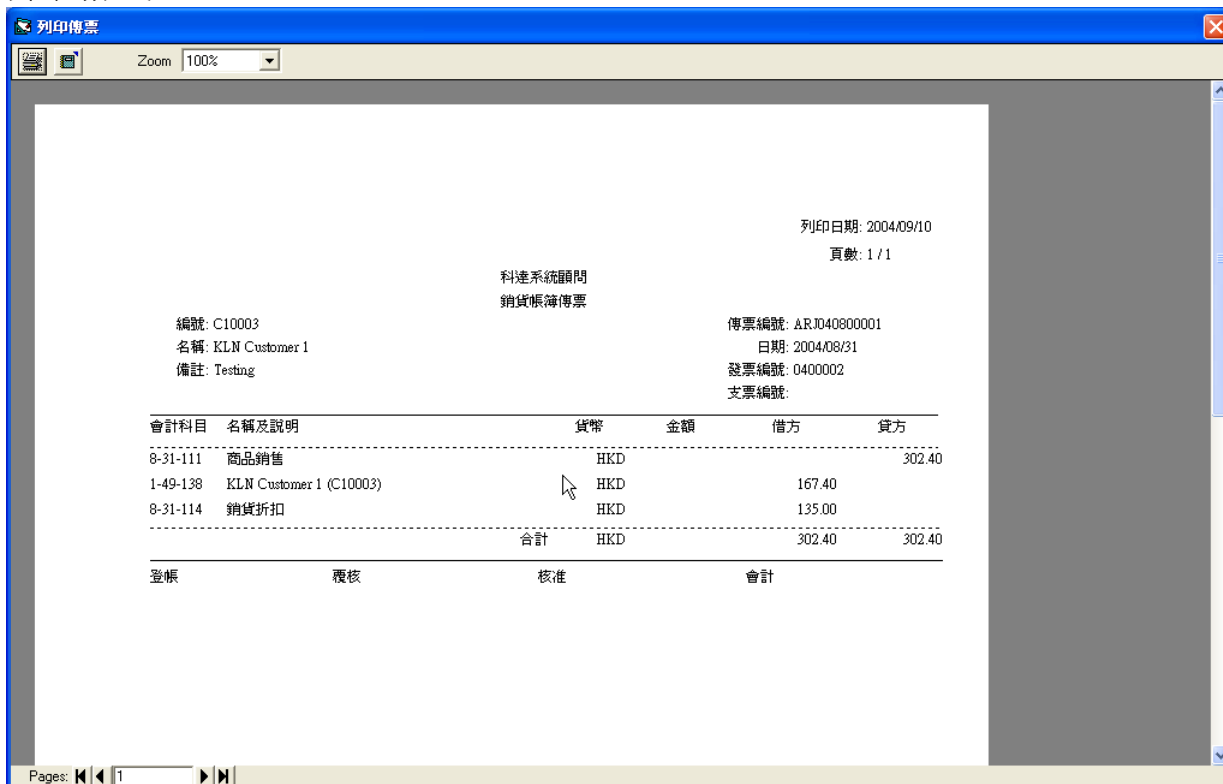 列印傳票
Zoom 100%
列印日期: 2004/09/10
頁數: 1 / 1
科達系統顧問
銷貨帳簿傳票
編號: C10003 傳票編號: ARJ040800001
名稱: KLN Customer 1 日期: 2004/08/31
備註: Testing 發票編號: 0400002
支票編號:
會計科目 名稱及說明 貨幣 金額 借方 貸方
8-31-111 商品銷售 HKD 302.40
1-49-138 KLN Customer 1 (C10003) HKD 167.40
8-31-114 銷貨折扣 HKD 135.00
合計 HKD 302.40 302.40
登帳 覆核 核准 會計
Pages: 1